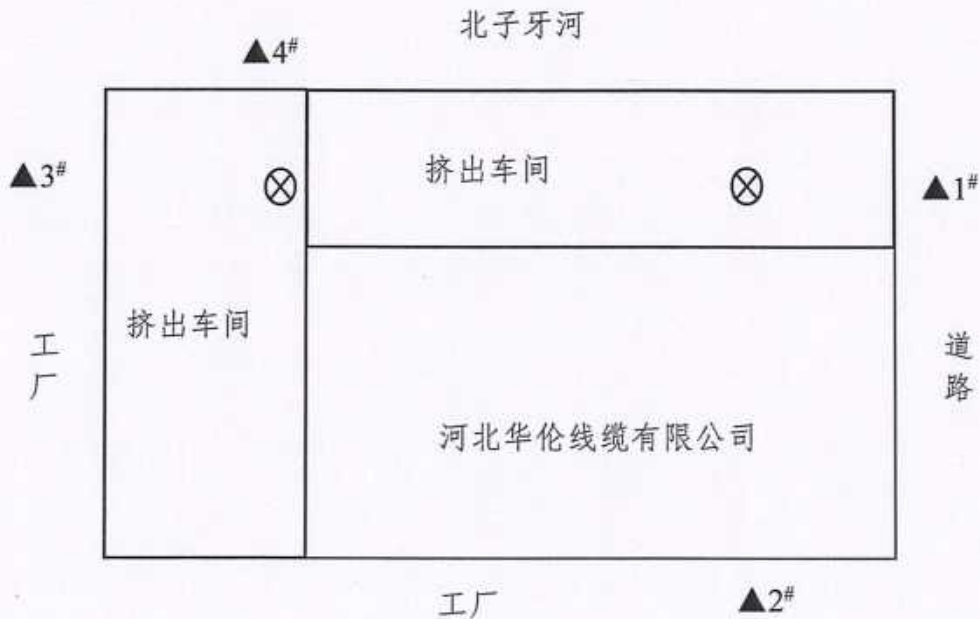 北子牙河
▲4#
▲3#
挤出车间
▲1#
挤出车间
工厂
道路
河北华伦线缆有限公司
工厂
▲2#